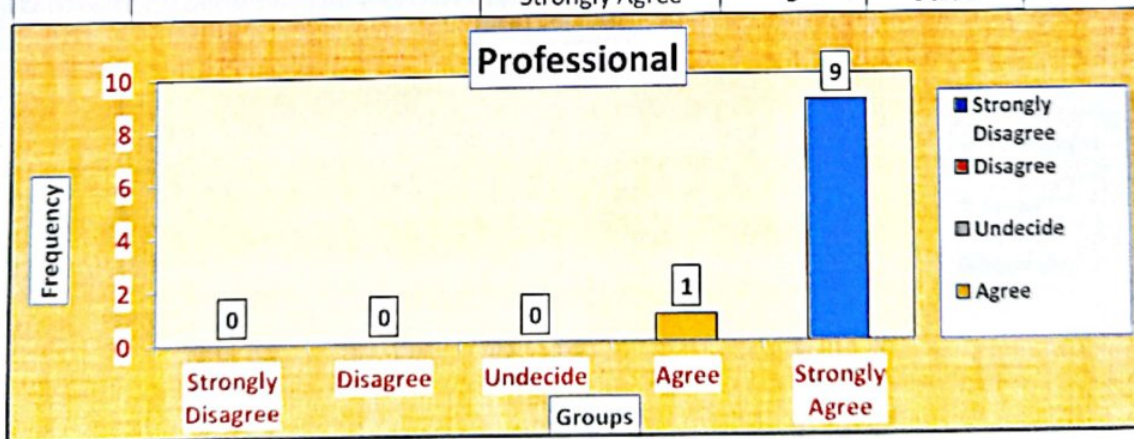 Strongly Agree
Professional
10
8
6
4
2
0
Frequency
0
0
0
1
9
Strongly
Disagree
Disagree
Undecide
Agree
Strongly
Agree
Groups
Strongly
Disagree
Disagree
Undecide
Agree